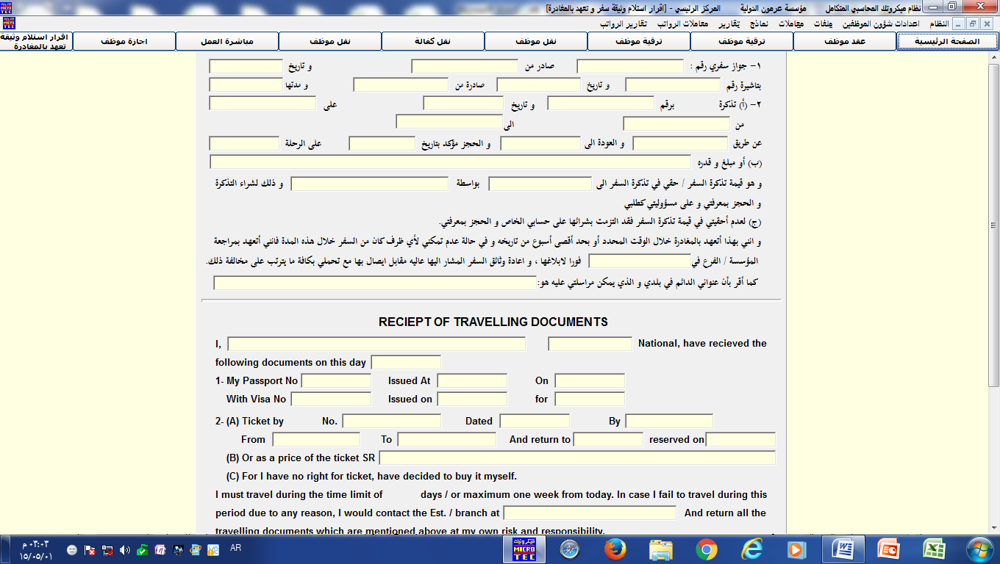 نظام ميكروتك المحاسبي المتكامل مؤسسة عرمون الدولية المركز الرئيسي - [اقرار استلام وثيقة سفر و تعهد بالمغادرة]
النظام اعدادات شؤون الموظفين ملفات معاملات نماذج تقارير معاملات الرواتب تقارير الرواتب
الصفحة الرئيسية عقد موظف ترقية موظف ترقية موظف نقل موظف نقل كفالة نقل موظف مباشرة العمل اجازة موظف اقرار استلام وثيقة
تعهد بالمغادرة
١- جواز سفري رقم : صادر من و تاريخ
بتاشيرة رقم و تاريخ صادرة من و مدتها
٢- (أ) تذكرة برقم و تاريخ على
من الى
عن طريق و العودة الى و الحجز مؤكد بتاريخ على الرحلة
(ب) أو مبلغ و قدره
و هو قيمة تذكرة السفر / حقي في تذكرة السفر الى بواسطة و ذلك لشراء التذكرة
و الحجز بمعرفتي و على مسؤوليتي كطلبي
(ج) لعدم أحقيتي في قيمة تذكرة السفر فقد التزمت بشرائها على حسابي الخاص و الحجز بمعرفتي.
و انني بهذا أتعهد بالمغادرة خلال الوقت المحدد أو بحد أقصى أسبوع من تاريخه و في حالة عدم تمكني لأي ظرف كان من السفر خلال هذه المدة فانني أتعهد بمراجعة
المؤسسة / الفرع في فورا لابلاغها ، و اعادة وثائق السفر المشار اليها عاليه مقابل ايصال بها مع تحملي بكافة ما يترتب على مخالفة ذلك.
كما أقر بأن عنواني الدائم في بلدي و الذي يمكن مراسلتي عليه هو:
RECIEPT OF TRAVELLING DOCUMENTS
I, National, have recieved the
following documents on this day
1- My Passport No Issued At On
With Visa No Issued on for
2- (A) Ticket by No. Dated By
From To And return to reserved on
(B) Or as a price of the ticket SR
(C) For I have no right for ticket, have decided to buy it myself.
I must travel during the time limit of days / or maximum one week from today. In case I fail to travel during this
period due to any reason, I would contact the Est. / branch at And return all the
travelling documents which are mentioned above at my own risk and responsibility.
٠٣:٠٣ م
١٥/٠٥/٠١
AR
ميكروتك
MICRO
TEC